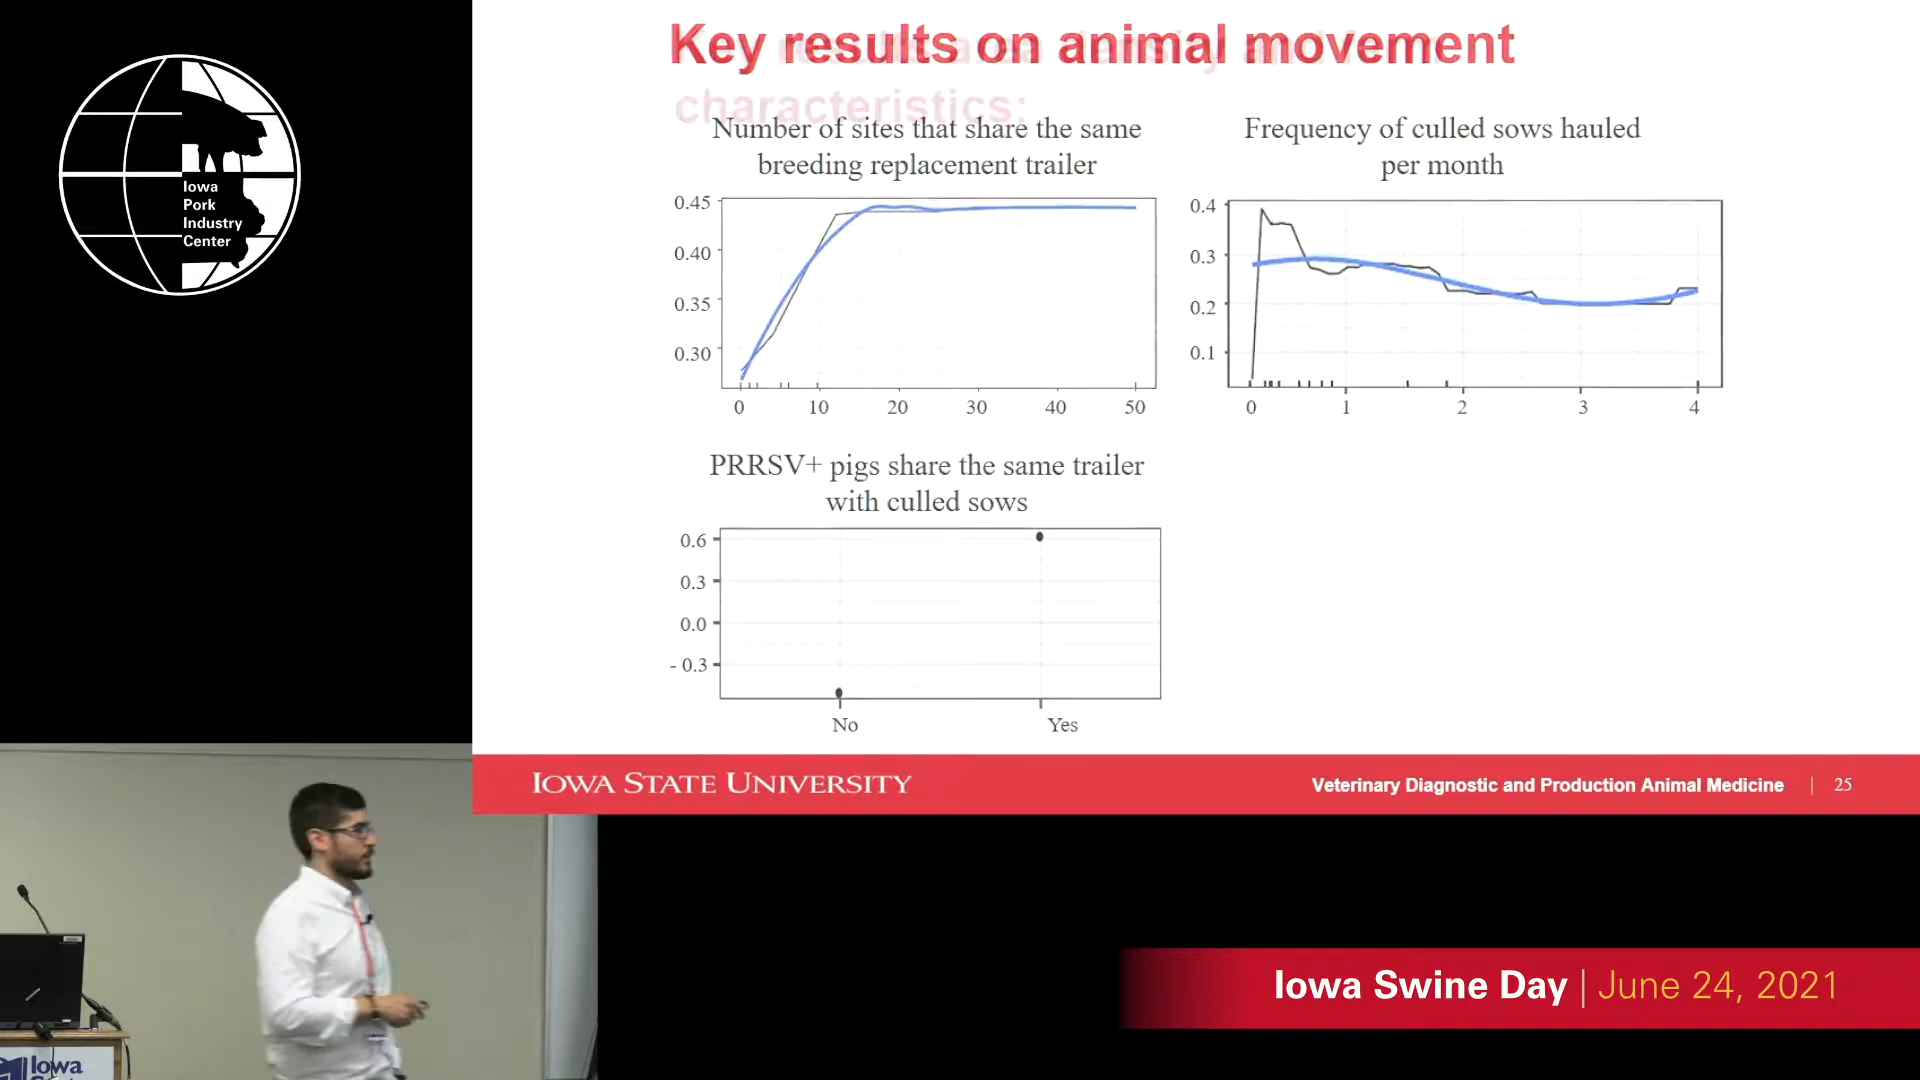 Iowa
Pork
Industry
Center
Key results on animal movement
characteristics:
Number of sites that share the same
breeding replacement trailer
0.45
0.40
0.35
0.30
0 10 20 30 40 50
Frequency of culled sows hauled
per month
0.4
0.3
0.2
0.1
0 1 2 3 4
PRRSV+ pigs share the same trailer
with culled sows
0.6
0.3
0.0
- 0.3
No Yes
IOWA STATE UNIVERSITY
Veterinary Diagnostic and Production Animal Medicine | 25
Iowa Swine Day | June 24, 2021
Iowa